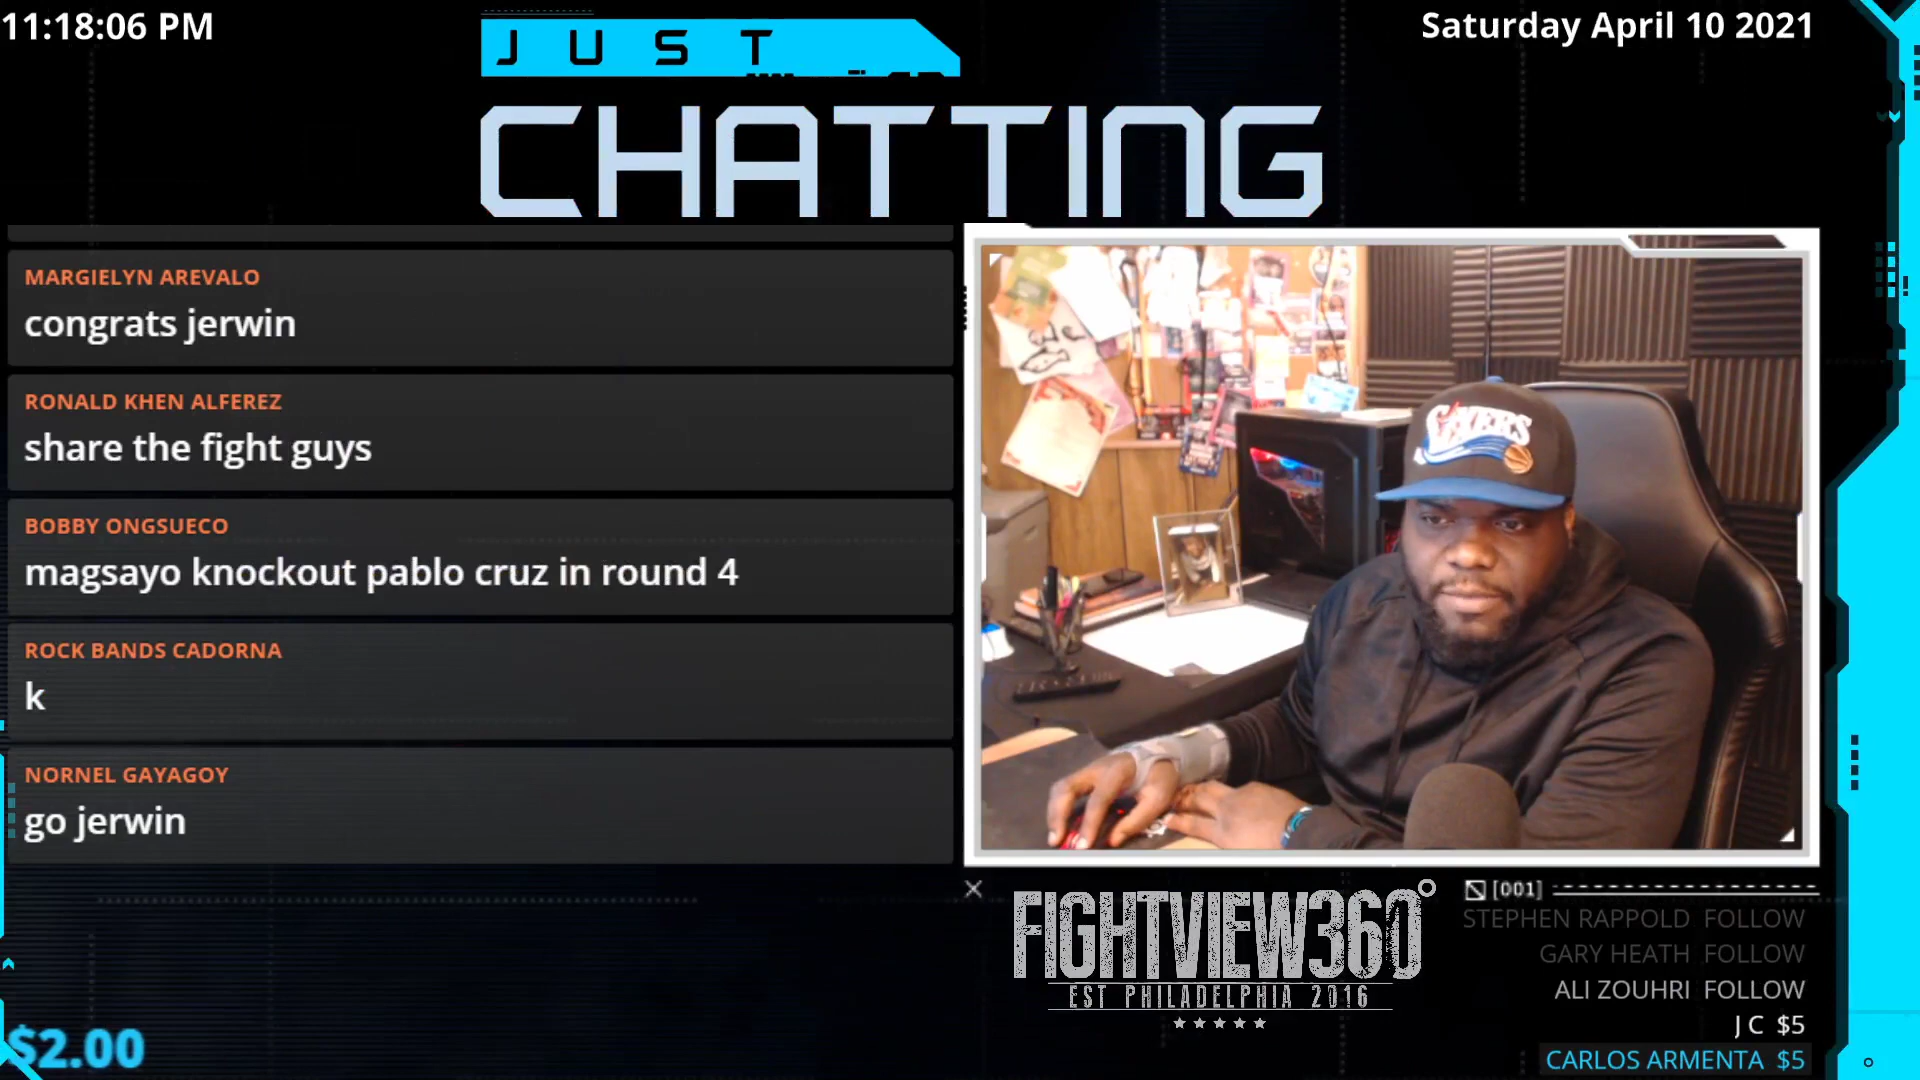 11:18:06 PM
JUST
Saturday April 10 2021
CHATTING
MARGIELYN AREVALO
congrats jerwin
RONALD KHEN ALFEREZ
share the fight guys
BOBBY ONGSUECO
magsayo knockout pablo cruz in round 4
ROCK BANDS CADORNA
k
NORNEL GAYAGOY
go jerwin
$2.00
FIGHTVIEW360°
EST PHILADELPHIA 2016
[001]
STEPHEN RAPPOLD FOLLOW
GARY HEATH FOLLOW
ALI ZOUHRI FOLLOW
J C $5
CARLOS ARMENTA $5